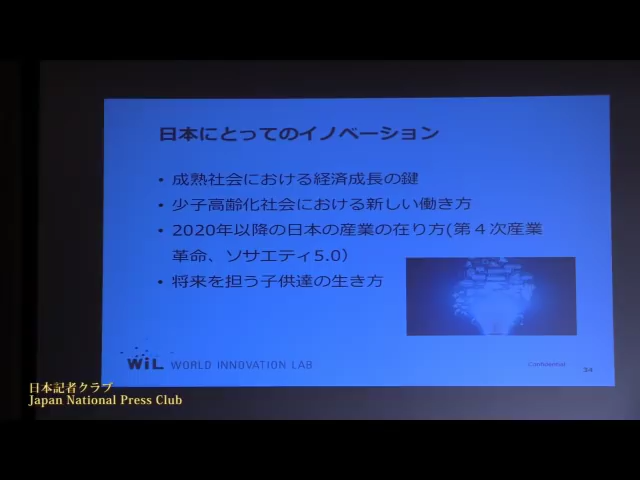 日本にとってのイノベーション
• 成熟社会における経済成長の鍵
• 少子高齢化社会における新しい働き方
• 2020年以降の日本の産業の在り方(第４次産業
革命、ソサエティ5.0）
• 将来を担う子供達の生き方
WiL WORLD INNOVATION LAB
Confidential
34
日本記者クラブ
Japan National Press Club